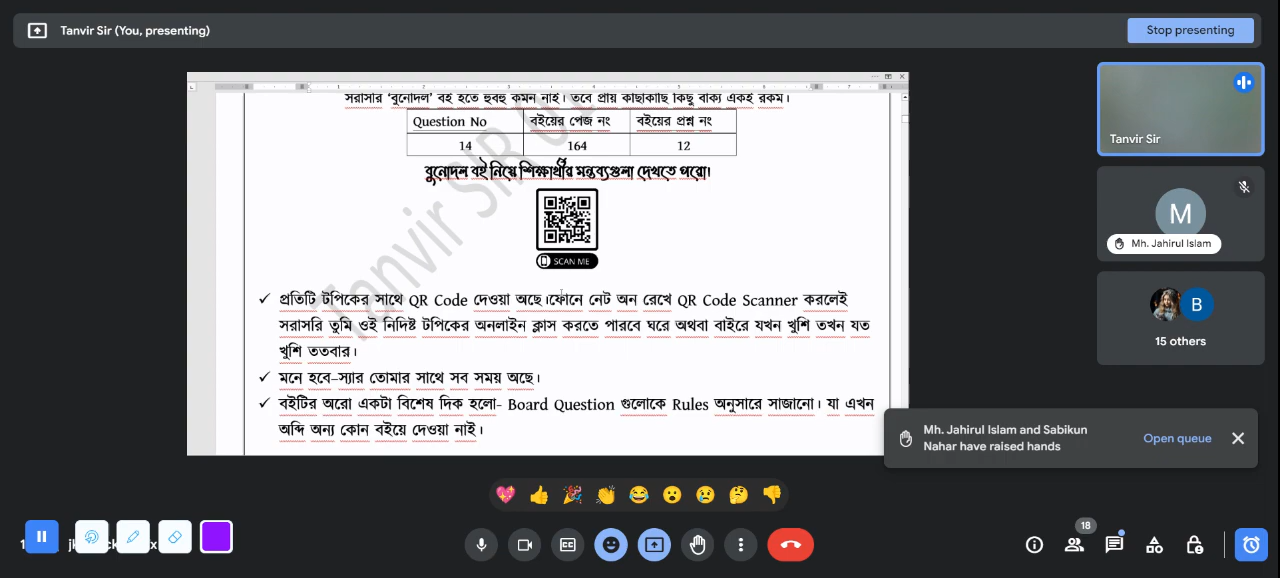 Tanvir Sir (You, presenting)
Stop presenting
সরাসার 'বুনোদল' বই হতে হুবহু কমন নাই। তবে প্রায় কাছাকাছি কিছু বাক্য একই রকম।
Question No বইয়ের পেজ নং বইয়ের প্রশ্ন নং
14 164 12
বুনোদল বই নিয়ে শিক্ষার্থীর মন্তব্যগুলা দেখতে পারো।
SCAN ME
Tanvir SIR
✓ প্রতিটি টপিকের সাথে QR Code দেওয়া অছে।ফোনে নেট অন রেখে QR Code Scanner করলেই
সরাসরি তুমি ওই নিদিষ্ট টপিকের অনলাইন ক্লাস করতে পারবে ঘরে অথবা বাইরে যখন খুশি তখন যত
খুশি ততবার।
✓ মনে হবে-স্যার তোমার সাথে সব সময় অছে।
✓ বইটির অরো একটা বিশেষ দিক হলো- Board Question গুলোকে Rules অনুসারে সাজানো। যা এখন
অব্দি অন্য কোন বইয়ে দেওয়া নাই।
Tanvir Sir
M
Mh. Jahirul Islam
B
15 others
Mh. Jahirul Islam and Sabikun
Nahar have raised hands
Open queue
18